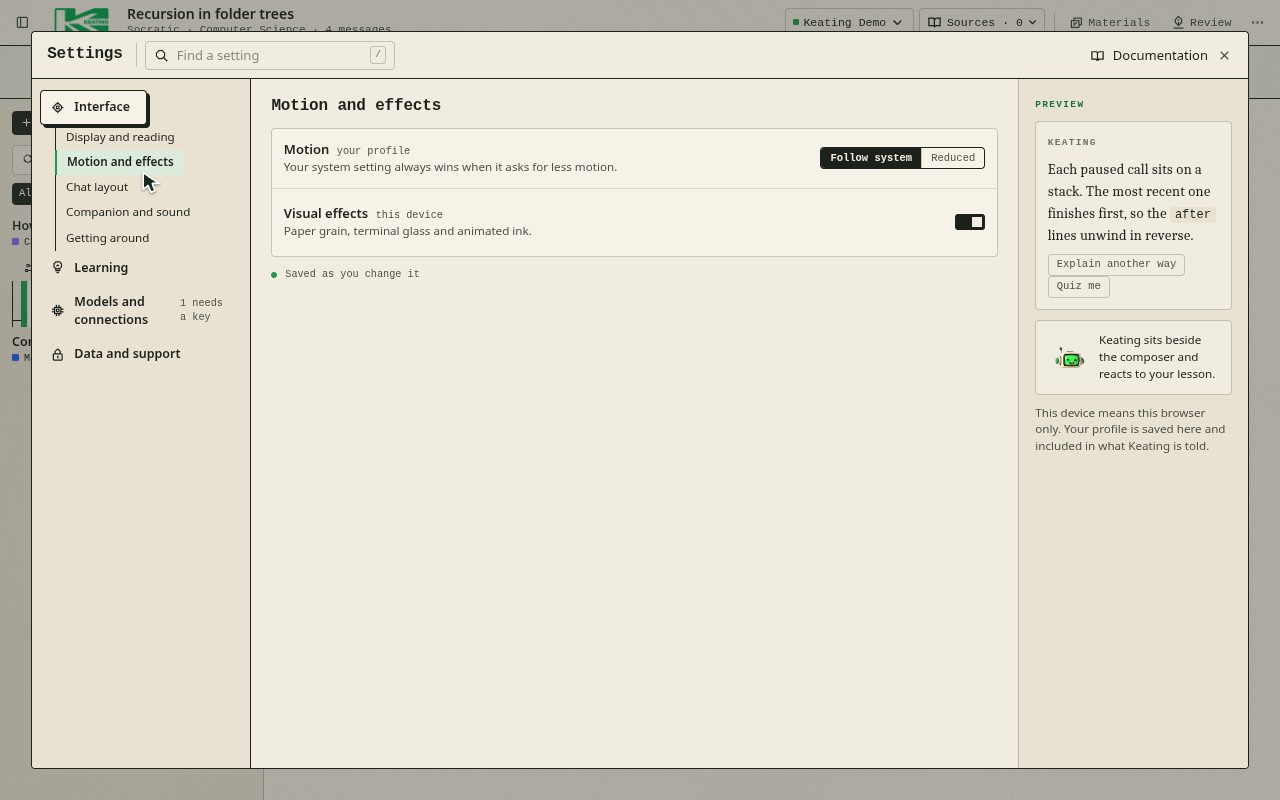 KEATING
Recursion in folder trees
Socratic · Computer Science · 4 messages
Keating Demo
Sources · 0
Materials
Review
Settings
Find a setting
/
Documentation
Interface
Display and reading
Motion and effects
Chat layout
Companion and sound
Getting around
Learning
Models and
connections
1 needs
a key
Data and support
Motion and effects
Motion your profile
Your system setting always wins when it asks for less motion.
Follow system
Reduced
Visual effects this device
Paper grain, terminal glass and animated ink.
Saved as you change it
PREVIEW
KEATING
Each paused call sits on a
stack. The most recent one
finishes first, so the after
lines unwind in reverse.
Explain another way
Quiz me
Keating sits beside
the composer and
reacts to your lesson.
This device means this browser
only. Your profile is saved here and
included in what Keating is told.